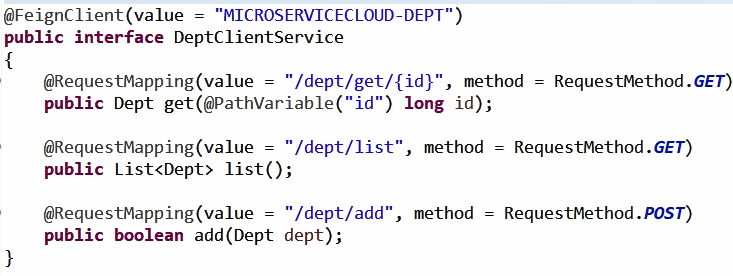 @FeignClient(value = "MICROSERVICECLOUD-DEPT")
public interface DeptClientService
{
    @RequestMapping(value = "/dept/get/{id}", method = RequestMethod.GET)
    public Dept get(@PathVariable("id") long id);

    @RequestMapping(value = "/dept/list", method = RequestMethod.GET)
    public List<Dept> list();

    @RequestMapping(value = "/dept/add", method = RequestMethod.POST)
    public boolean add(Dept dept);
}